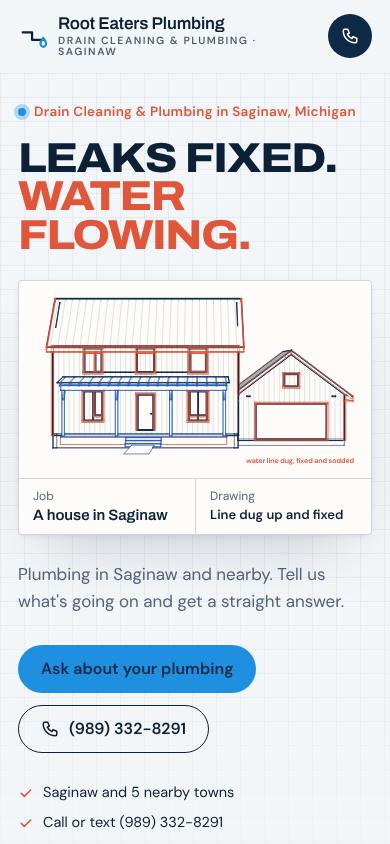 Root Eaters Plumbing
DRAIN CLEANING & PLUMBING ·
SAGINAW
Drain Cleaning & Plumbing in Saginaw, Michigan
LEAKS FIXED.
WATER
FLOWING.
water line dug, fixed and sodded
Job
A house in Saginaw
Drawing
Line dug up and fixed
Plumbing in Saginaw and nearby. Tell us
what's going on and get a straight answer.
Ask about your plumbing
(989) 332-8291
Saginaw and 5 nearby towns
Call or text (989) 332-8291